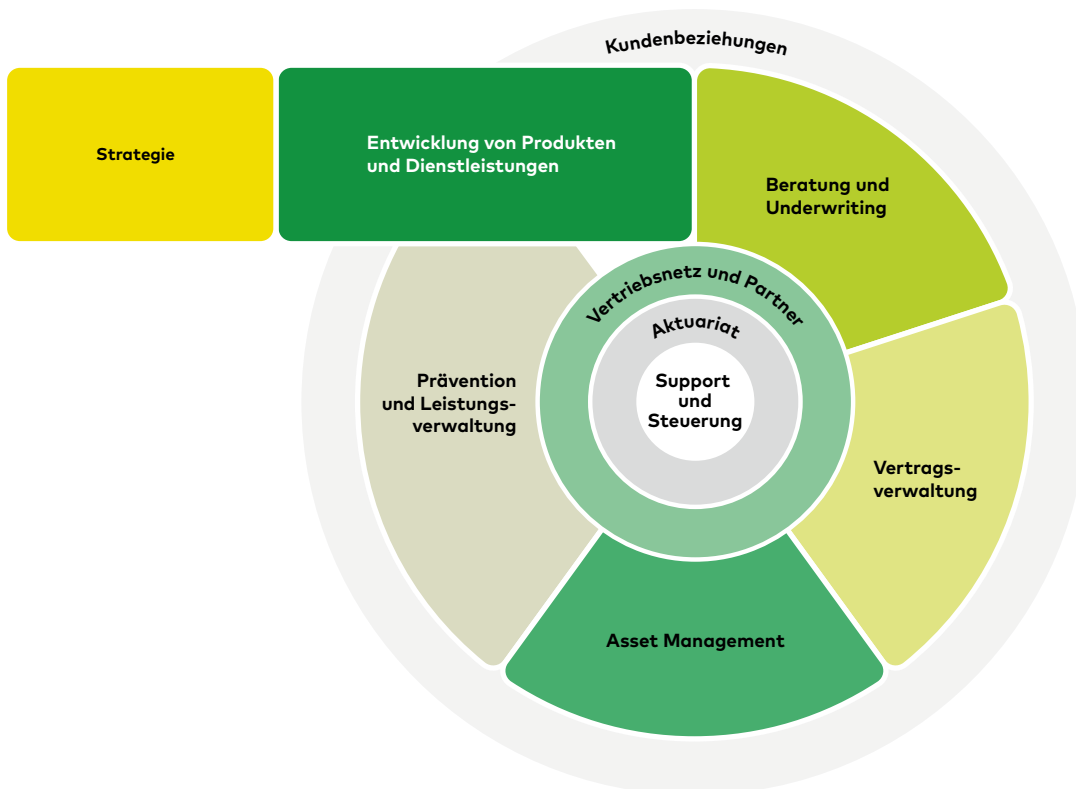 Kundenbeziehungen
Strategie
Entwicklung von Produkten
und Dienstleistungen
Beratung und
Underwriting
Vertriebsnetz und Partner
Aktuariat
Support
und
Steuerung
Prävention
und Leistungs-
verwaltung
Vertrags-
verwaltung
Asset Management